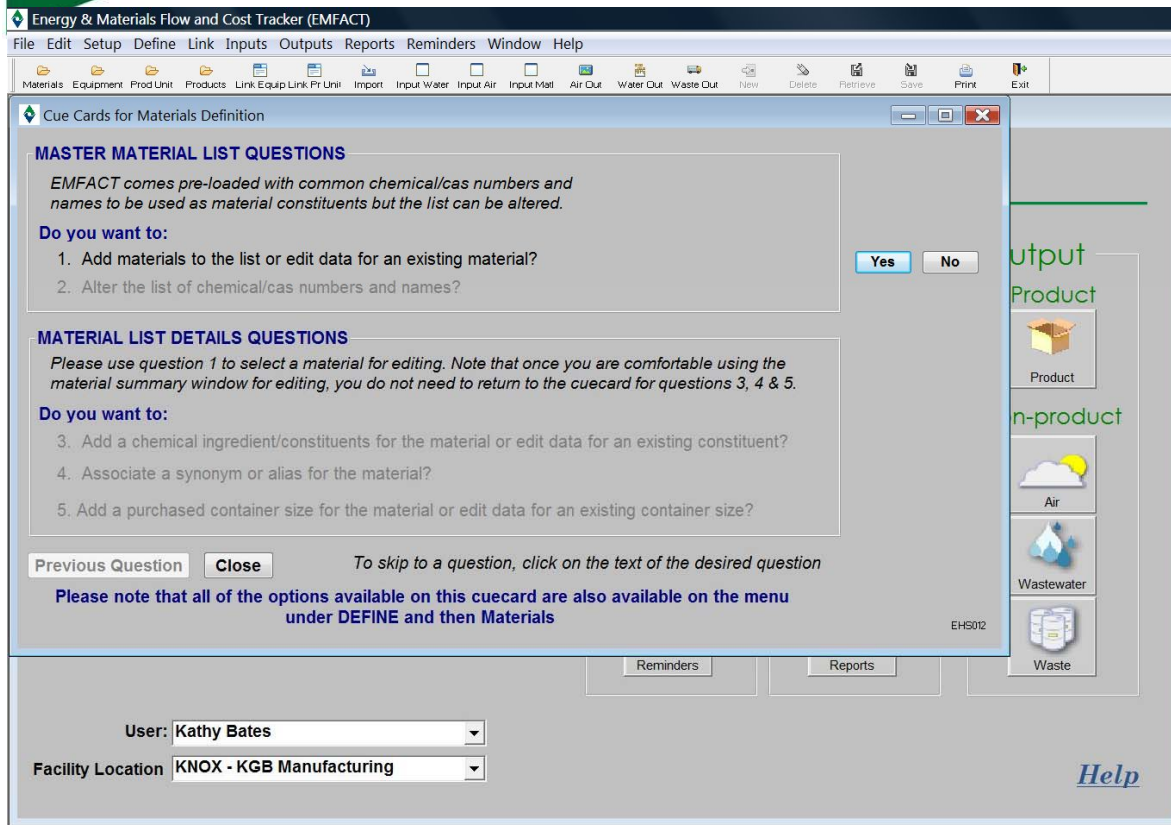 Energy & Materials Flow and Cost Tracker (EMFACT)
File Edit Setup Define Link Inputs Outputs Reports Reminders Window Help
Materials Equipment Prod Unit Products Link Equip Link Pr Unit Import Input Water Input Air Input Matl Air Out Water Out Waste Out New Delete Retrieve Save Print Exit
Cue Cards for Materials Definition
MASTER MATERIAL LIST QUESTIONS
EMFACT comes pre-loaded with common chemical/cas numbers and
names to be used as material constituents but the list can be altered.
Do you want to:
1. Add materials to the list or edit data for an existing material?
Yes No
2. Alter the list of chemical/cas numbers and names?
MATERIAL LIST DETAILS QUESTIONS
Please use question 1 to select a material for editing. Note that once you are comfortable using the
material summary window for editing, you do not need to return to the cuecard for questions 3, 4 & 5.
Do you want to:
3. Add a chemical ingredient/constituents for the material or edit data for an existing constituent?
4. Associate a synonym or alias for the material?
5. Add a purchased container size for the material or edit data for an existing container size?
Previous Question Close To skip to a question, click on the text of the desired question
Please note that all of the options available on this cuecard are also available on the menu
under DEFINE and then Materials
EHS012
utput
Product
Product
n-product
Air
Wastewater
Waste
Reminders Reports
User: Kathy Bates
Facility Location KNOX - KGB Manufacturing
Help